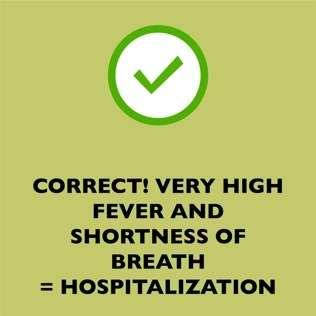 CORRECT! VERY HIGH
FEVER AND
SHORTNESS OF
BREATH
= HOSPITALIZATION